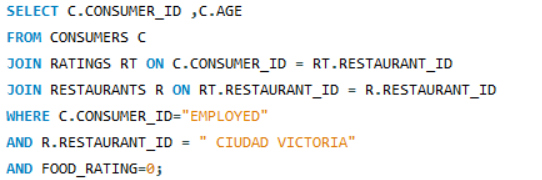 SELECT C.CONSUMER_ID ,C.AGE
FROM CONSUMERS C
JOIN RATINGS RT ON C.CONSUMER_ID = RT.RESTAURANT_ID
JOIN RESTAURANTS R ON RT.RESTAURANT_ID = R.RESTAURANT_ID
WHERE C.CONSUMER_ID="EMPLOYED"
AND R.RESTAURANT_ID = " CIUDAD VICTORIA"
AND FOOD_RATING=0;